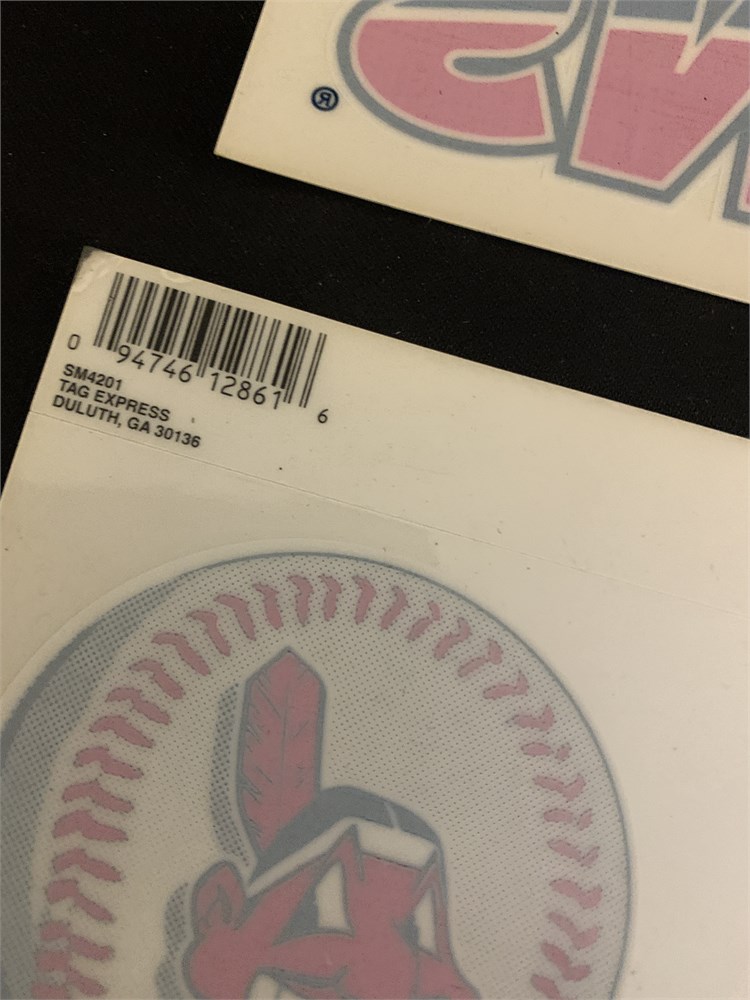 ®
0 94746 12861 6
SM4201
TAG EXPRESS
DULUTH, GA 30136